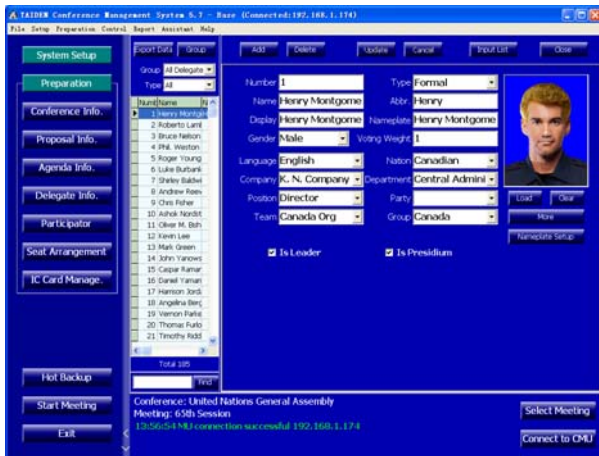 TAIDEN Conference Management System 5.7 - Base (Connected:192.168.1.174)
File Setup Preparation Control Report Assistant Help
System Setup
Preparation
Conference Info.
Proposal Info.
Agenda Info.
Delegate Info.
Participator
Seat Arrangement
IC Card Manage.
Hot Backup
Start Meeting
Exit
Export Data Group
Group All Delegate
Type All
Numb Name N
1 Henry Montg
2 Roberto Lamb
3 Bruce Nelson
4 Phil. Weston
5 Roger Young
6 Luke Burbank
7 Shirley Baldwi
8 Andrew Reev
9 Chris Fisher
10 Ashok Nordst
11 Oliver M. Bish
12 Kevin Lee
13 Mark Green
14 John Yanows
15 Caspar Ramar
16 Daniel Yaman
17 Harrison Jord
18 Angelina Berg
19 Vernon Parke
20 Thomas Furlo
21 Timothy Ridd
Total 185
Find
Add Delete Update Cancel Input List Close
Number 1 Type Formal
Name Henry Montgome Abbr. Henry
Display Henry Montgome Nameplate Henry Montgome
Gender Male Voting Weight 1
Language English Nation Canadian
Company K. N. Company Department Central Admini
Position Director Party
Team Canada Org Group Canada
Is Leader Is Presidium
Load Clear
More
Nameplate Setup
Conference: United Nations General Assembly
Meeting: 65th Session
13:56:54 MU connection successful 192.168.1.174
Select Meeting
Connect to CMU